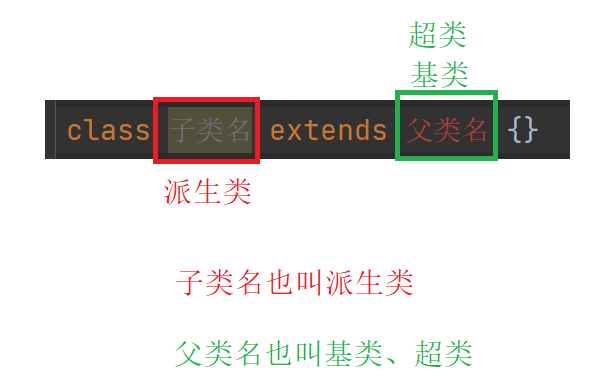 超类
基类
class 子类名 extends 父类名 {}
派生类
子类名也叫派生类
父类名也叫基类、超类